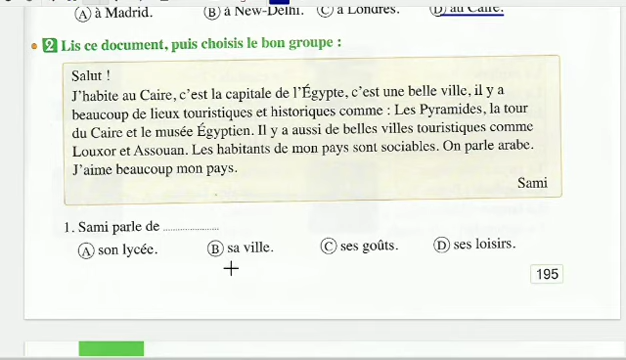 Ⓐ à Madrid. Ⓑ à New-Delhi. Ⓒ à Londres. Ⓓ au Caire.
2 Lis ce document, puis choisis le bon groupe :
Salut !
J'habite au Caire, c'est la capitale de l'Égypte, c'est une belle ville, il y a
beaucoup de lieux touristiques et historiques comme : Les Pyramides, la tour
du Caire et le musée Égyptien. Il y a aussi de belles villes touristiques comme
Louxor et Assouan. Les habitants de mon pays sont sociables. On parle arabe.
J'aime beaucoup mon pays.
Sami
1. Sami parle de ....................
Ⓐ son lycée. Ⓑ sa ville. Ⓒ ses goûts. Ⓓ ses loisirs.
195